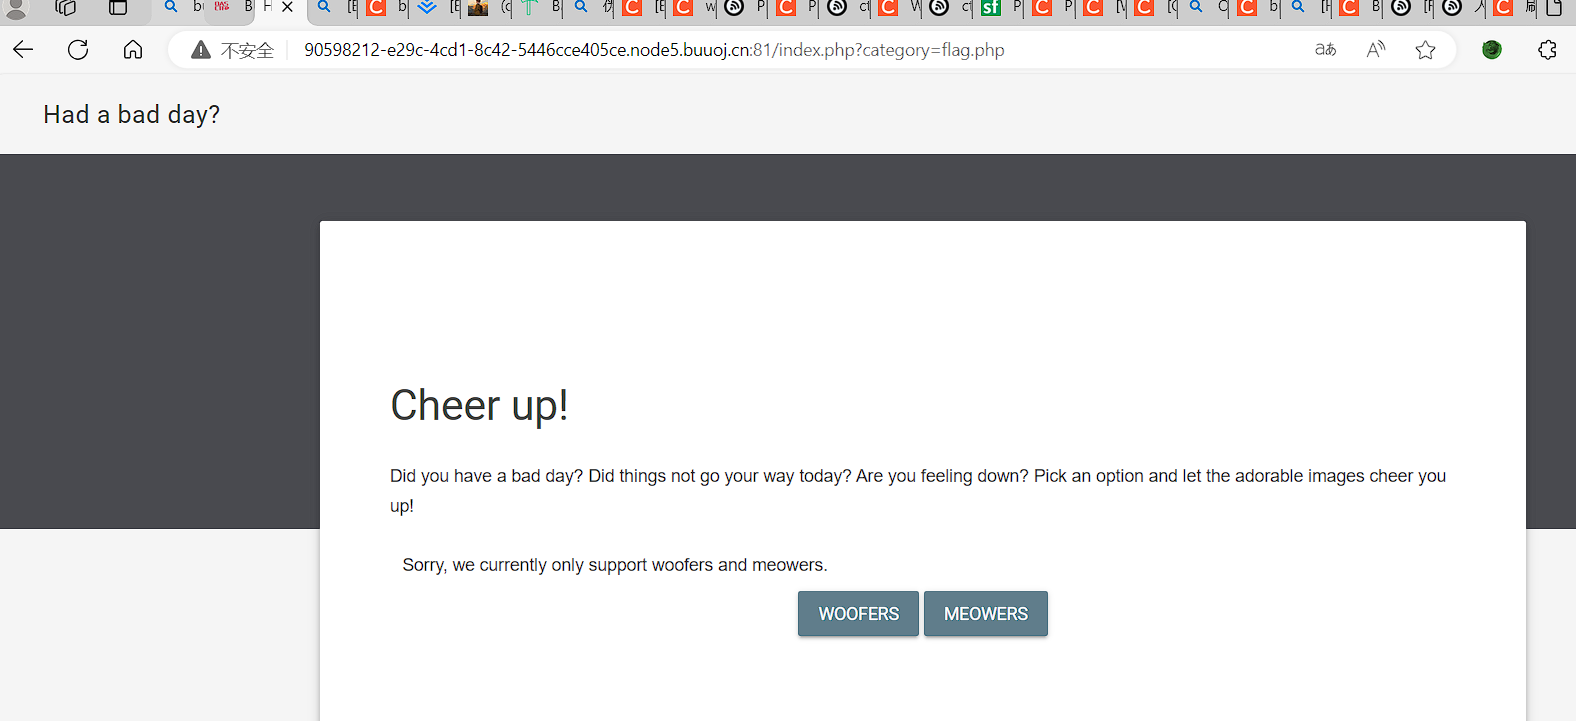 不安全 90598212-e29c-4cd1-8c42-5446cce405ce.node5.buuoj.cn:81/index.php?category=flag.php
Had a bad day?
Cheer up!
Did you have a bad day? Did things not go your way today? Are you feeling down? Pick an option and let the adorable images cheer you
up!
Sorry, we currently only support woofers and meowers.
WOOFERS MEOWERS